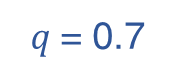 q = 0.7